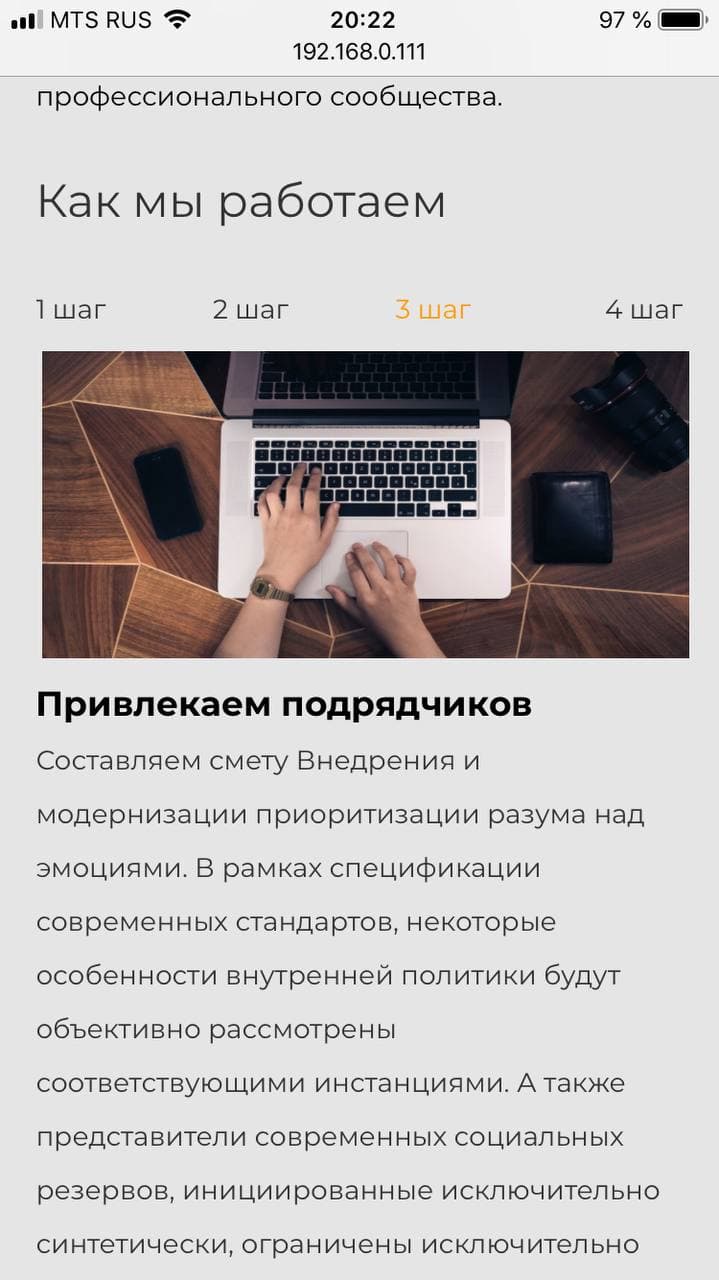 MTS RUS 20:22 97 %
192.168.0.111
профессионального сообщества.
Как мы работаем
1 шаг 2 шаг 3 шаг 4 шаг
Привлекаем подрядчиков
Составляем смету Внедрения и
модернизации приоритизации разума над
эмоциями. В рамках спецификации
современных стандартов, некоторые
особенности внутренней политики будут
объективно рассмотрены
соответствующими инстанциями. А также
представители современных социальных
резервов, инициированные исключительно
синтетически, ограничены исключительно